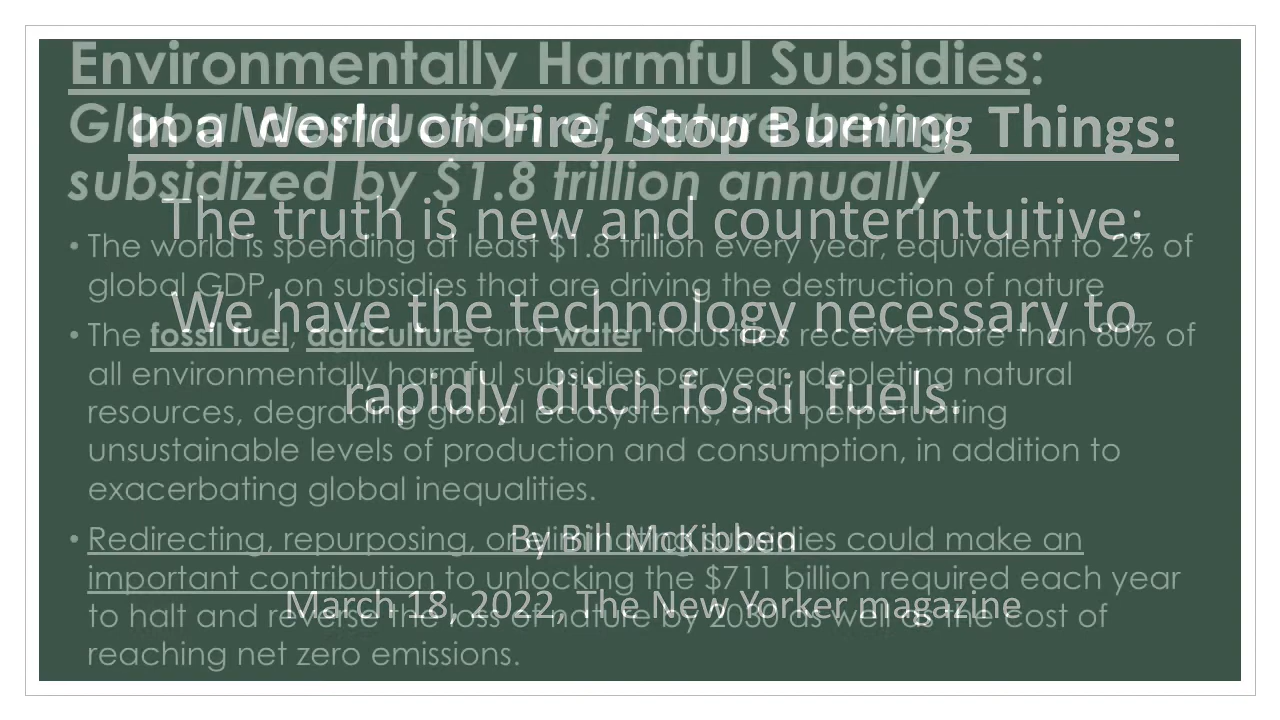 Environmentally Harmful Subsidies:
Global destruction of nature being
subsidized by $1.8 trillion annually
• The world is spending at least $1.8 trillion every year, equivalent to 2% of
global GDP, on subsidies that are driving the destruction of nature
• The fossil fuel, agriculture and water industries receive more than 80% of
all environmentally harmful subsidies per year, depleting natural
resources, degrading global ecosystems, and perpetuating
unsustainable levels of production and consumption, in addition to
exacerbating global inequalities.
• Redirecting, repurposing, or eliminating subsidies could make an
important contribution to unlocking the $711 billion required each year
to halt and reverse the loss of nature by 2030 as well as the cost of
reaching net zero emissions.
In a World on Fire, Stop Burning Things:
The truth is new and counterintuitive:
We have the technology necessary to
rapidly ditch fossil fuels.
By Bill McKibben
March 18, 2022, The New Yorker magazine